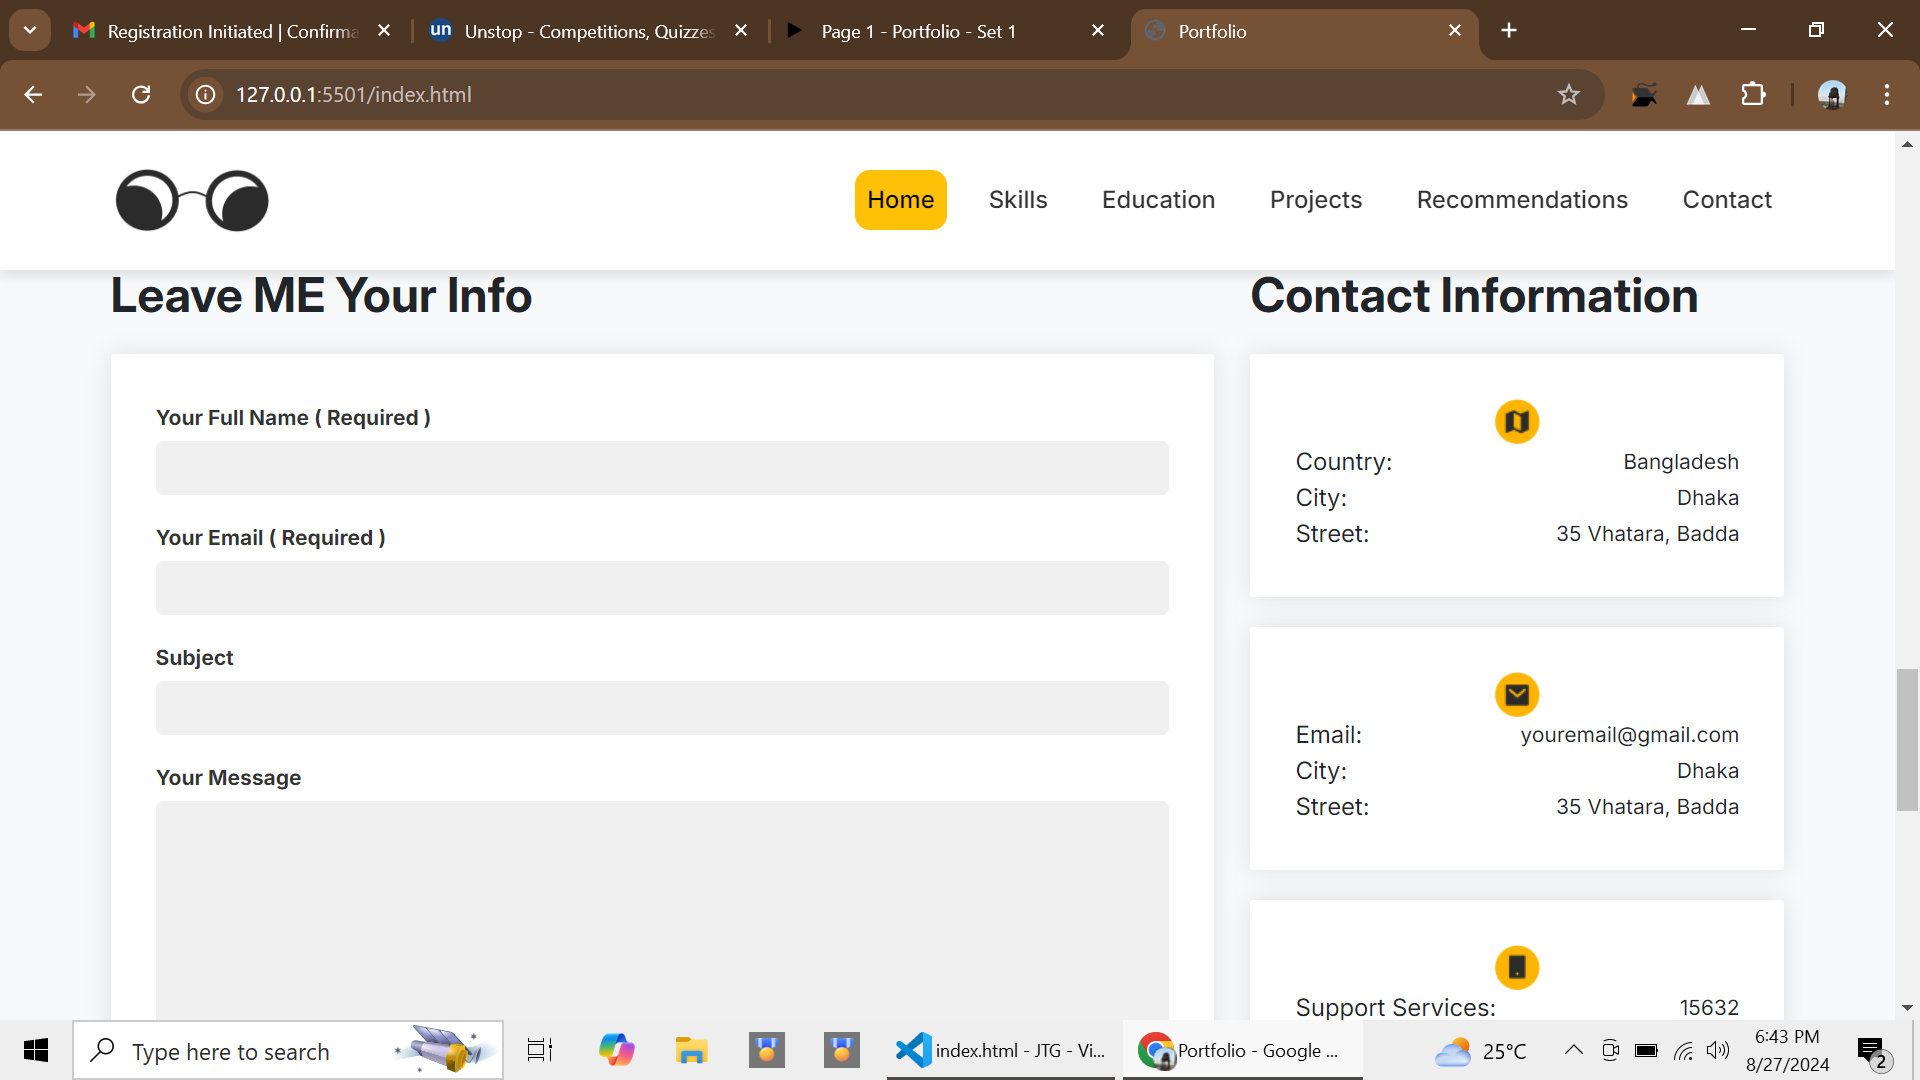 Registration Initiated | Confirma
un
Unstop - Competitions, Quizzes
Page 1 - Portfolio - Set 1
Portfolio
127.0.0.1:5501/index.html
Home
Skills
Education
Projects
Recommendations
Contact
Leave ME Your Info
Your Full Name ( Required )
Your Email ( Required )
Subject
Your Message
Contact Information
Country: Bangladesh
City: Dhaka
Street: 35 Vhatara, Badda
Email: youremail@gmail.com
City: Dhaka
Street: 35 Vhatara, Badda
Support Services: 15632
Type here to search
index.html - JTG - Vi...
Portfolio - Google ...
25°C
6:43 PM
8/27/2024
2